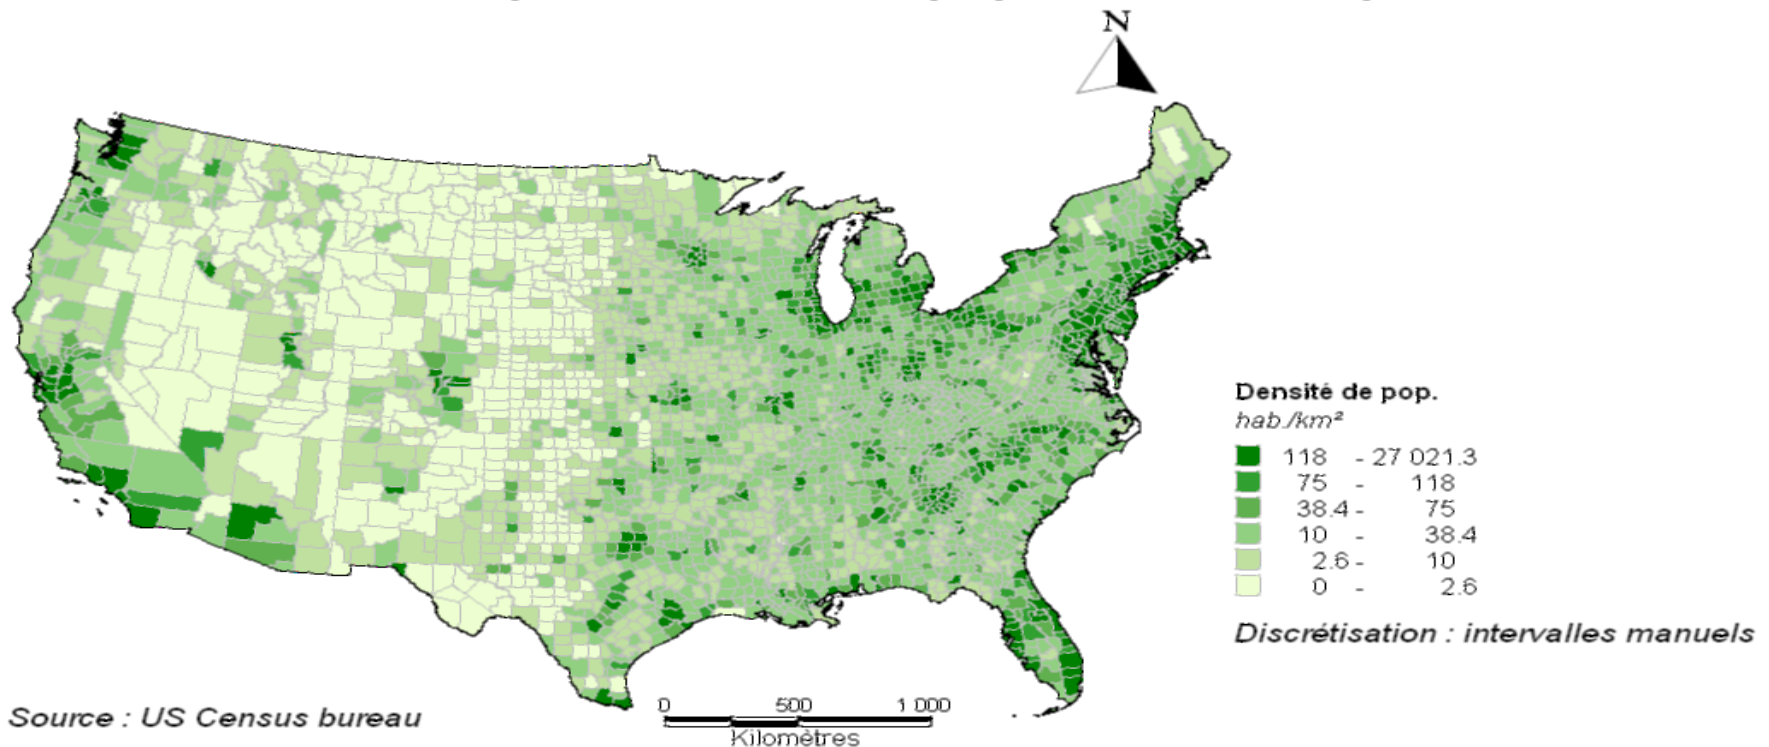 N
Densité de pop.
hab./km²
118 - 27 021.3
75 - 118
38.4 - 75
10 - 38.4
2.6 - 10
0 - 2.6
Discrétisation : intervalles manuels
Source : US Census bureau
0 500 1 000
Kilomètres